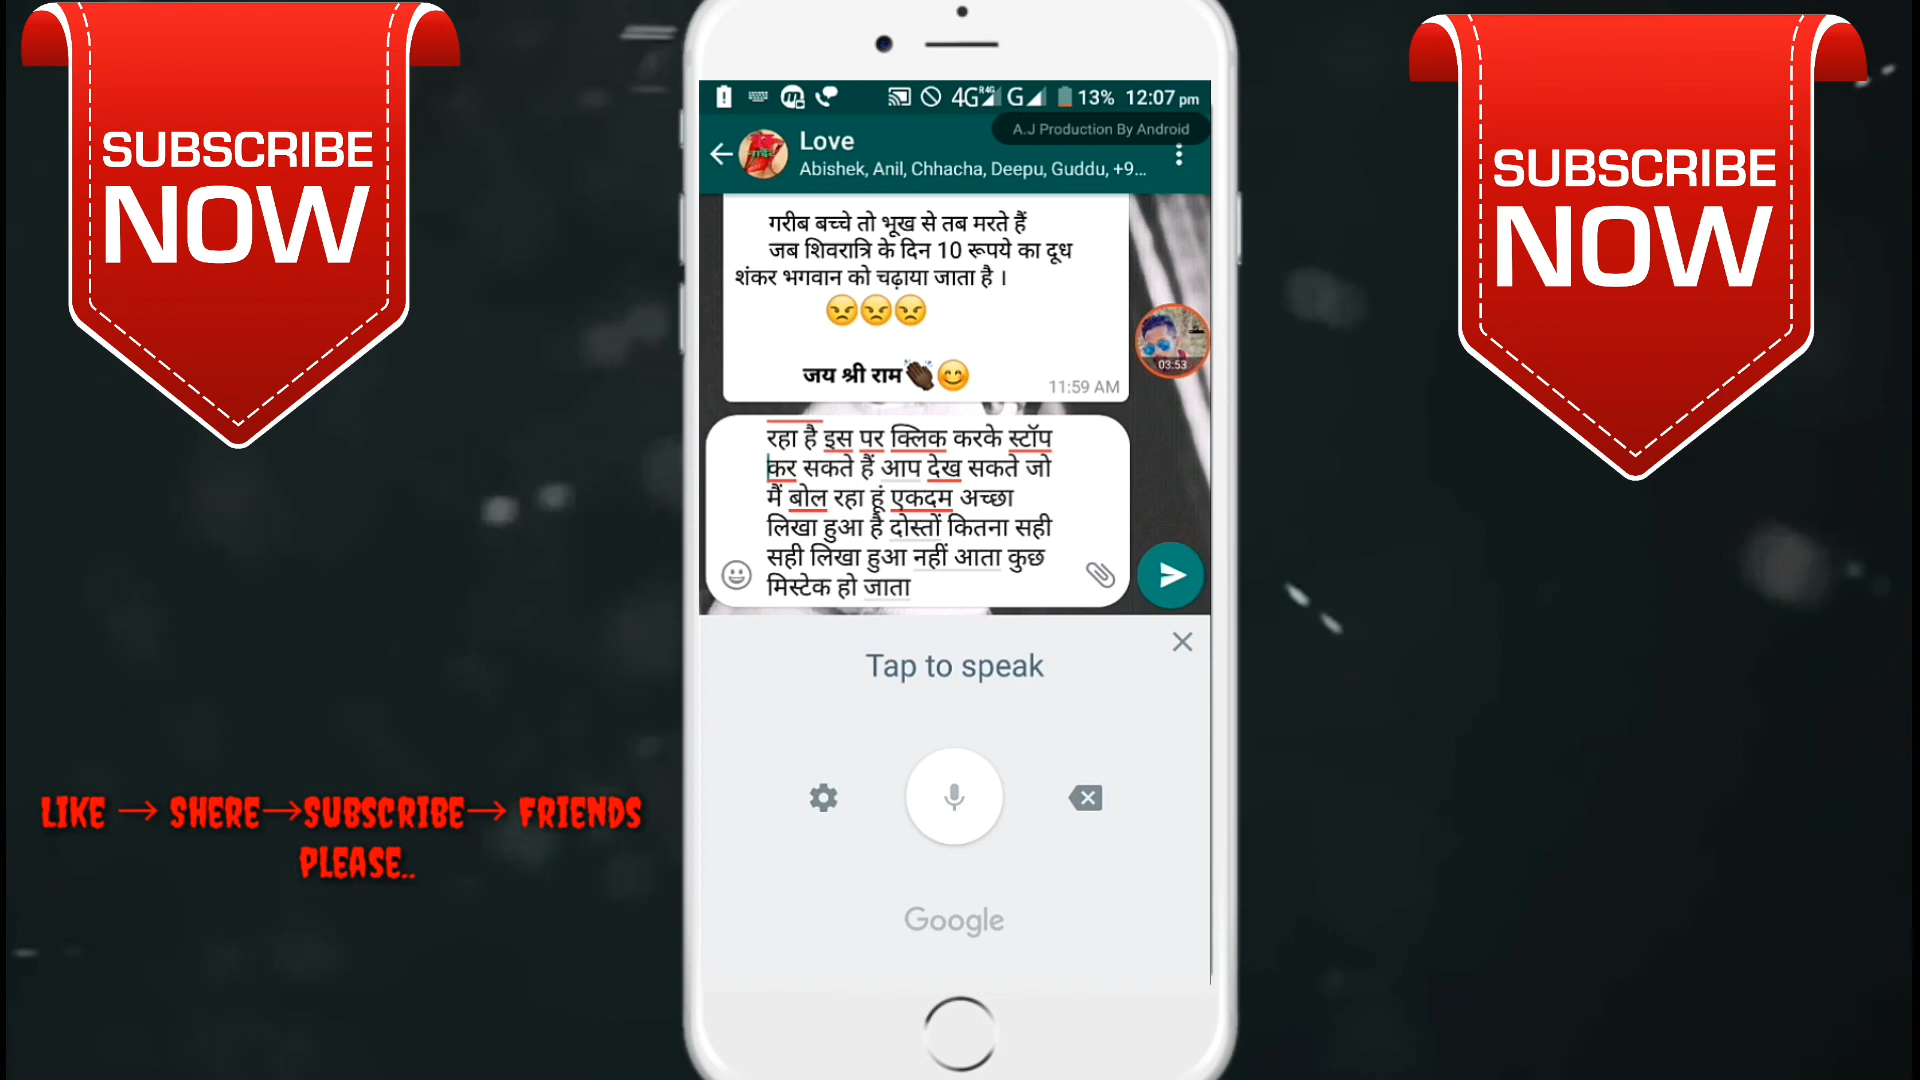 SUBSCRIBE
NOW
SUBSCRIBE
NOW
4G R4G G 13% 12:07 pm
A.J Production By Android
Love
Abishek, Anil, Chhacha, Deepu, Guddu, +9...
गरीब बच्चे तो भूख से तब मरते हैं
जब शिवरात्रि के दिन 10 रूपये का दूध
शंकर भगवान को चढ़ाया जाता है ।
😠😠😠
जय श्री राम👏🏿😊
11:59 AM
03:53
रहा है इस पर क्लिक करके स्टॉप
कर सकते हैं आप देख सकते जो
मैं बोल रहा हूं एकदम अच्छा
लिखा हुआ है दोस्तों कितना सही
सही लिखा हुआ नहीं आता कुछ
मिस्टेक हो जाता
Tap to speak
Google
LIKE → SHERE→SUBSCRIBE→ FRIENDS
PLEASE..